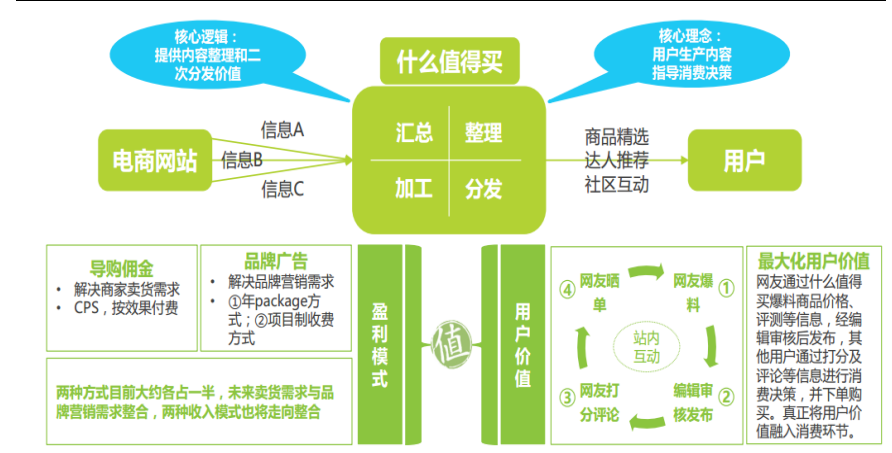 核心逻辑：
提供内容整理和二
次分发价值
什么值得买
核心理念：
用户生产内容
指导消费决策
电商网站
信息A
信息B
信息C
汇总
整理
加工
分发
商品精选
达人推荐
社区互动
用户
导购佣金
• 解决商家卖货需求
• CPS，按效果付费
品牌广告
• 解决品牌营销需求
• ①年package方
式；②项目制收费
方式
两种方式目前大约各占一半，未来卖货需求与品
牌营销需求整合，两种收入模式也将走向整合
盈利模式
值
用户价值
④
网友晒
单
网友爆
料
①
站内
互动
③
网友打
分评论
编辑审
核发布
②
最大化用户价值
网友通过什么值得
买爆料商品价格、
评测等信息，经编
辑审核后发布，其
他用户通过打分及
评论等信息进行消
费决策，并下单购
买。真正将用户价
值融入消费环节。